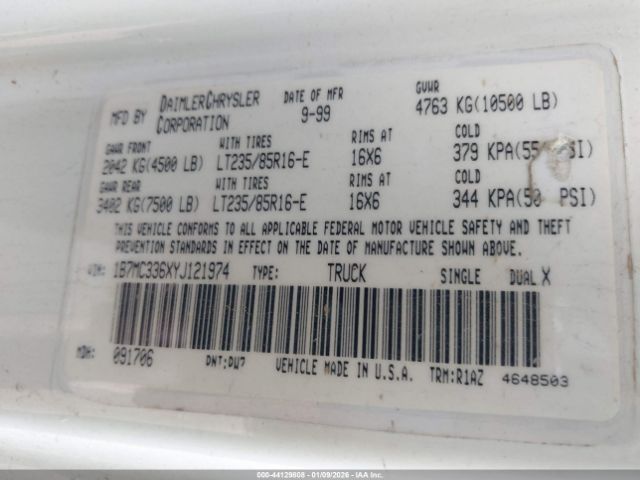 MFD BY DAIMLERCHRYSLER CORPORATION DATE OF MFR 9-99 GVWR 4763 KG(10500 LB)
GAWR FRONT WITH TIRES RIMS AT COLD
2042 KG(4500 LB) LT235/85R16-E 16X6 379 KPA(55 PSI)
GAWR REAR WITH TIRES RIMS AT COLD
3402 KG(7500 LB) LT235/85R16-E 16X6 344 KPA(50 PSI)
THIS VEHICLE CONFORMS TO ALL APPLICABLE FEDERAL MOTOR VEHICLE SAFETY AND THEFT
PREVENTION STANDARDS IN EFFECT ON THE DATE OF MANUFACTURE SHOWN ABOVE.
VIN: 1B7MC336XYJ121974 TYPE: TRUCK SINGLE DUAL X
MDH: 091706 PNT:PW7 VEHICLE MADE IN U.S.A. TRM:R1AZ 4648503
000-44129808 - 01/09/2026 - IAA, Inc.